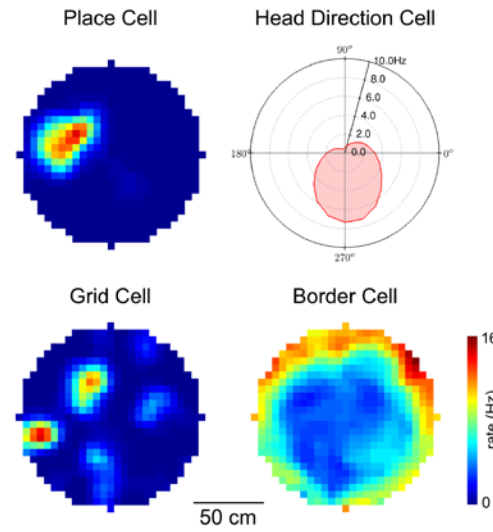 Place Cell
Head Direction Cell
90°
10.0Hz
8.0
6.0
4.0
2.0
0.0
180°
0°
270°
Grid Cell
Border Cell
16
rate (Hz)
0
50 cm